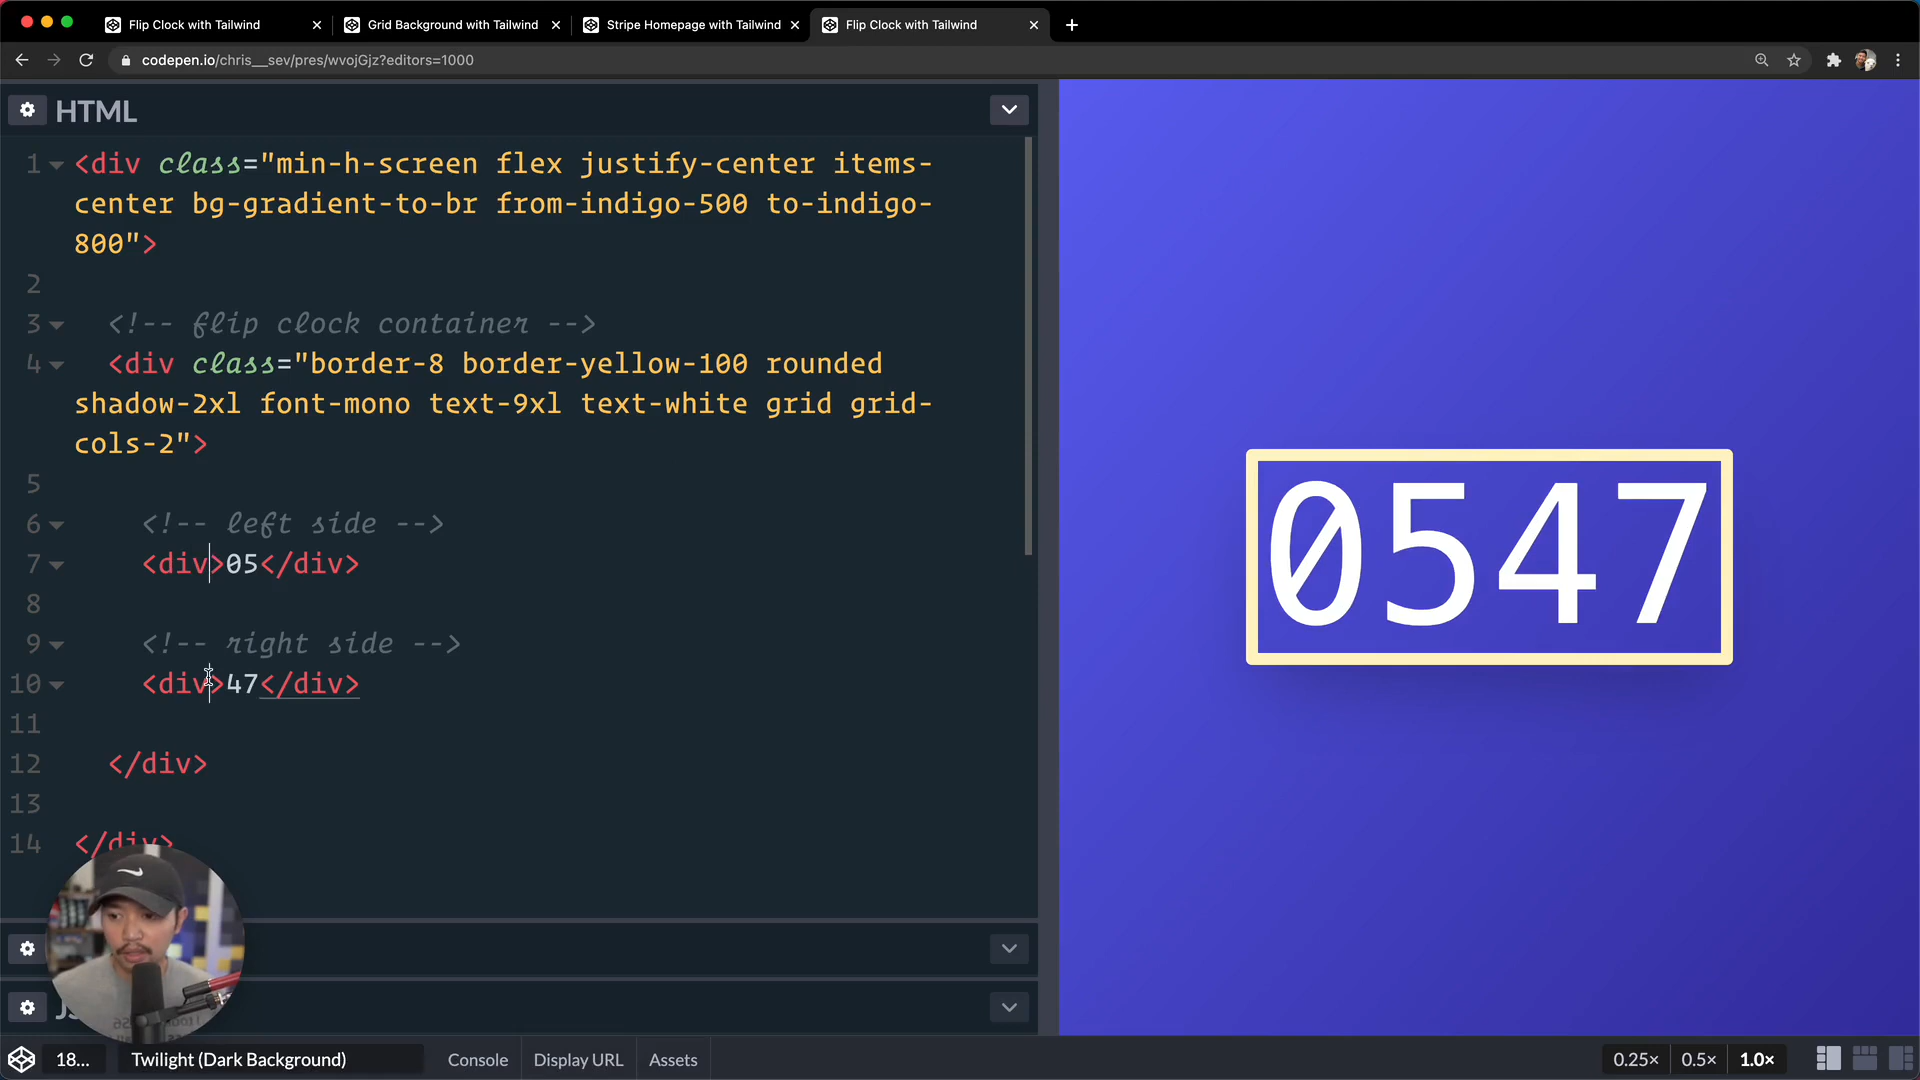 Flip Clock with Tailwind
Grid Background with Tailwind
Stripe Homepage with Tailwind
Flip Clock with Tailwind
codepen.io/chris__sev/pres/wvojGjz?editors=1000
HTML
1 <div class="min-h-screen flex justify-center items-
center bg-gradient-to-br from-indigo-500 to-indigo-
800">
2
3 <!-- flip clock container -->
4 <div class="border-8 border-yellow-100 rounded
shadow-2xl font-mono text-9xl text-white grid grid-
cols-2">
5
6 <!-- left side -->
7 <div>05</div>
8
9 <!-- right side -->
10 <div>47</div>
11
12 </div>
13
14 </div>
0547
18...
Twilight (Dark Background)
Console
Display URL
Assets
0.25×
0.5×
1.0×